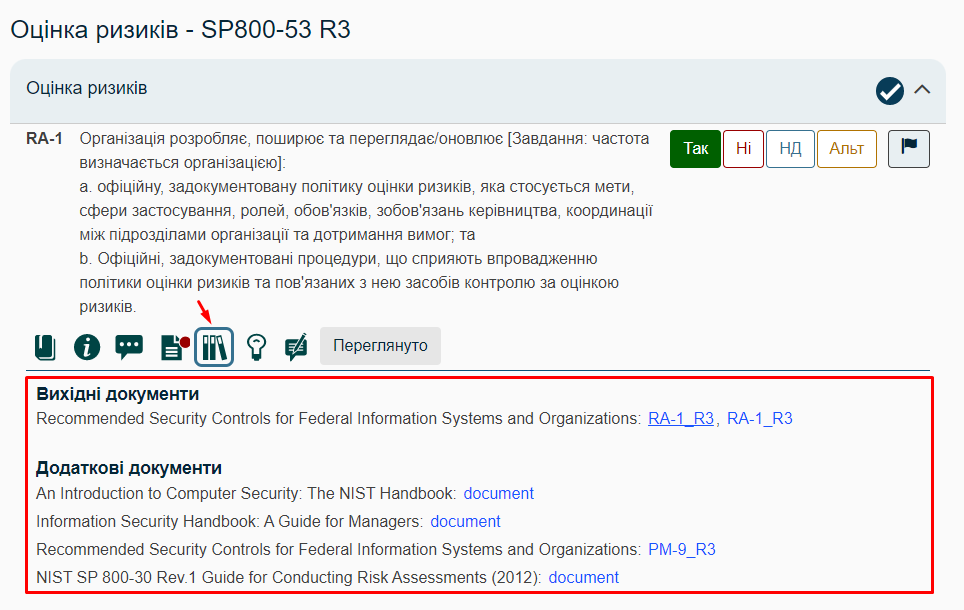 Оцінка ризиків - SP800-53 R3
Оцінка ризиків
RA-1 Організація розробляє, поширює та переглядає/оновлює [Завдання: частота
визначається організацією]:
a. офіційну, задокументовану політику оцінки ризиків, яка стосується мети,
сфери застосування, ролей, обов'язків, зобов'язань керівництва, координації
між підрозділами організації та дотримання вимог; та
b. Офіційні, задокументовані процедури, що сприяють впровадженню
політики оцінки ризиків та пов'язаних з нею засобів контролю за оцінкою
ризиків.
Так Ні НД Альт
Переглянуто
Вихідні документи
Recommended Security Controls for Federal Information Systems and Organizations: RA-1_R3, RA-1_R3
Додаткові документи
An Introduction to Computer Security: The NIST Handbook: document
Information Security Handbook: A Guide for Managers: document
Recommended Security Controls for Federal Information Systems and Organizations: PM-9_R3
NIST SP 800-30 Rev.1 Guide for Conducting Risk Assessments (2012): document